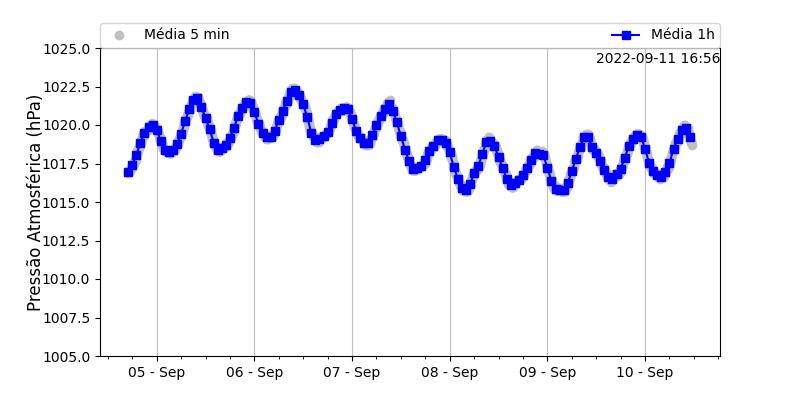 Média 5 min
Média 1h
2022-09-11 16:56
Pressão Atmosférica (hPa)
1025.0
1022.5
1020.0
1017.5
1015.0
1012.5
1010.0
1007.5
1005.0
05 - Sep
06 - Sep
07 - Sep
08 - Sep
09 - Sep
10 - Sep